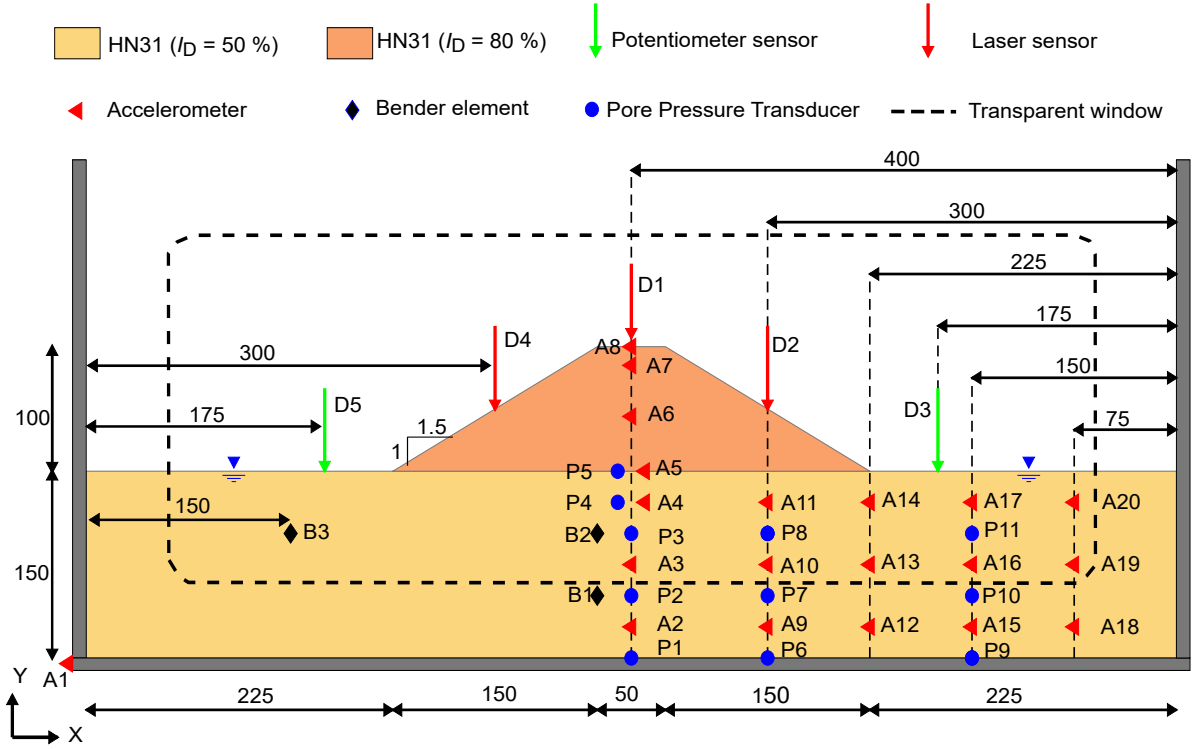 HN31 (ID = 50 %)
HN31 (ID = 80 %)
Potentiometer sensor
Laser sensor
Accelerometer
Bender element
Pore Pressure Transducer
Transparent window
400
300
225
175
150
75
D1
D4
D2
A8
A7
300
D5
D3
175
100
1.5
1
A6
P5
A5
P4
A4
A11
A14
A17
A20
150
B3
B2
P3
P8
P11
150
A3
A10
A13
A16
A19
B1
P2
P7
P10
A2
A9
A12
A15
A18
P1
P6
P9
Y
A1
X
225
150
50
150
225